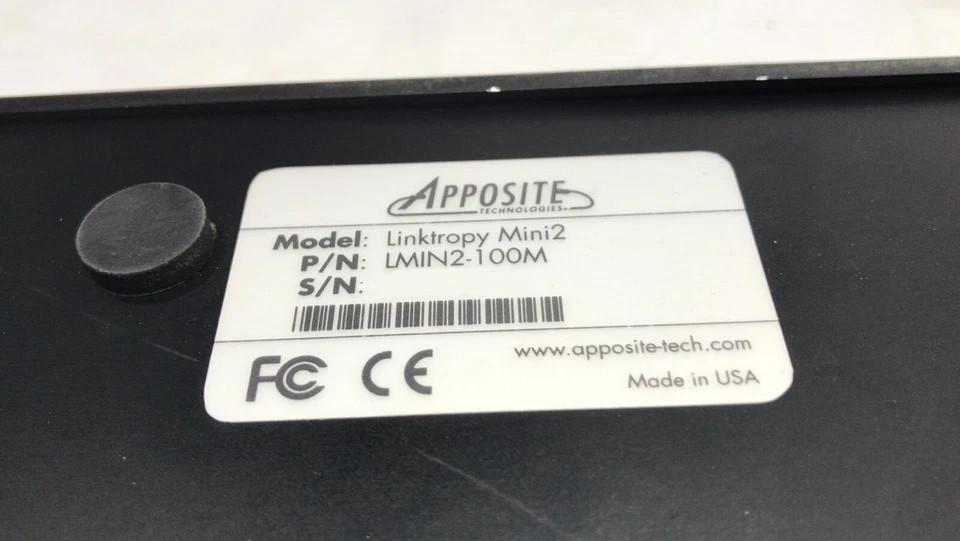 APPOSITE
TECHNOLOGIES
Model: Linktropy Mini2
P/N: LMIN2-100M
S/N:
FC CE
www.apposite-tech.com
Made in USA